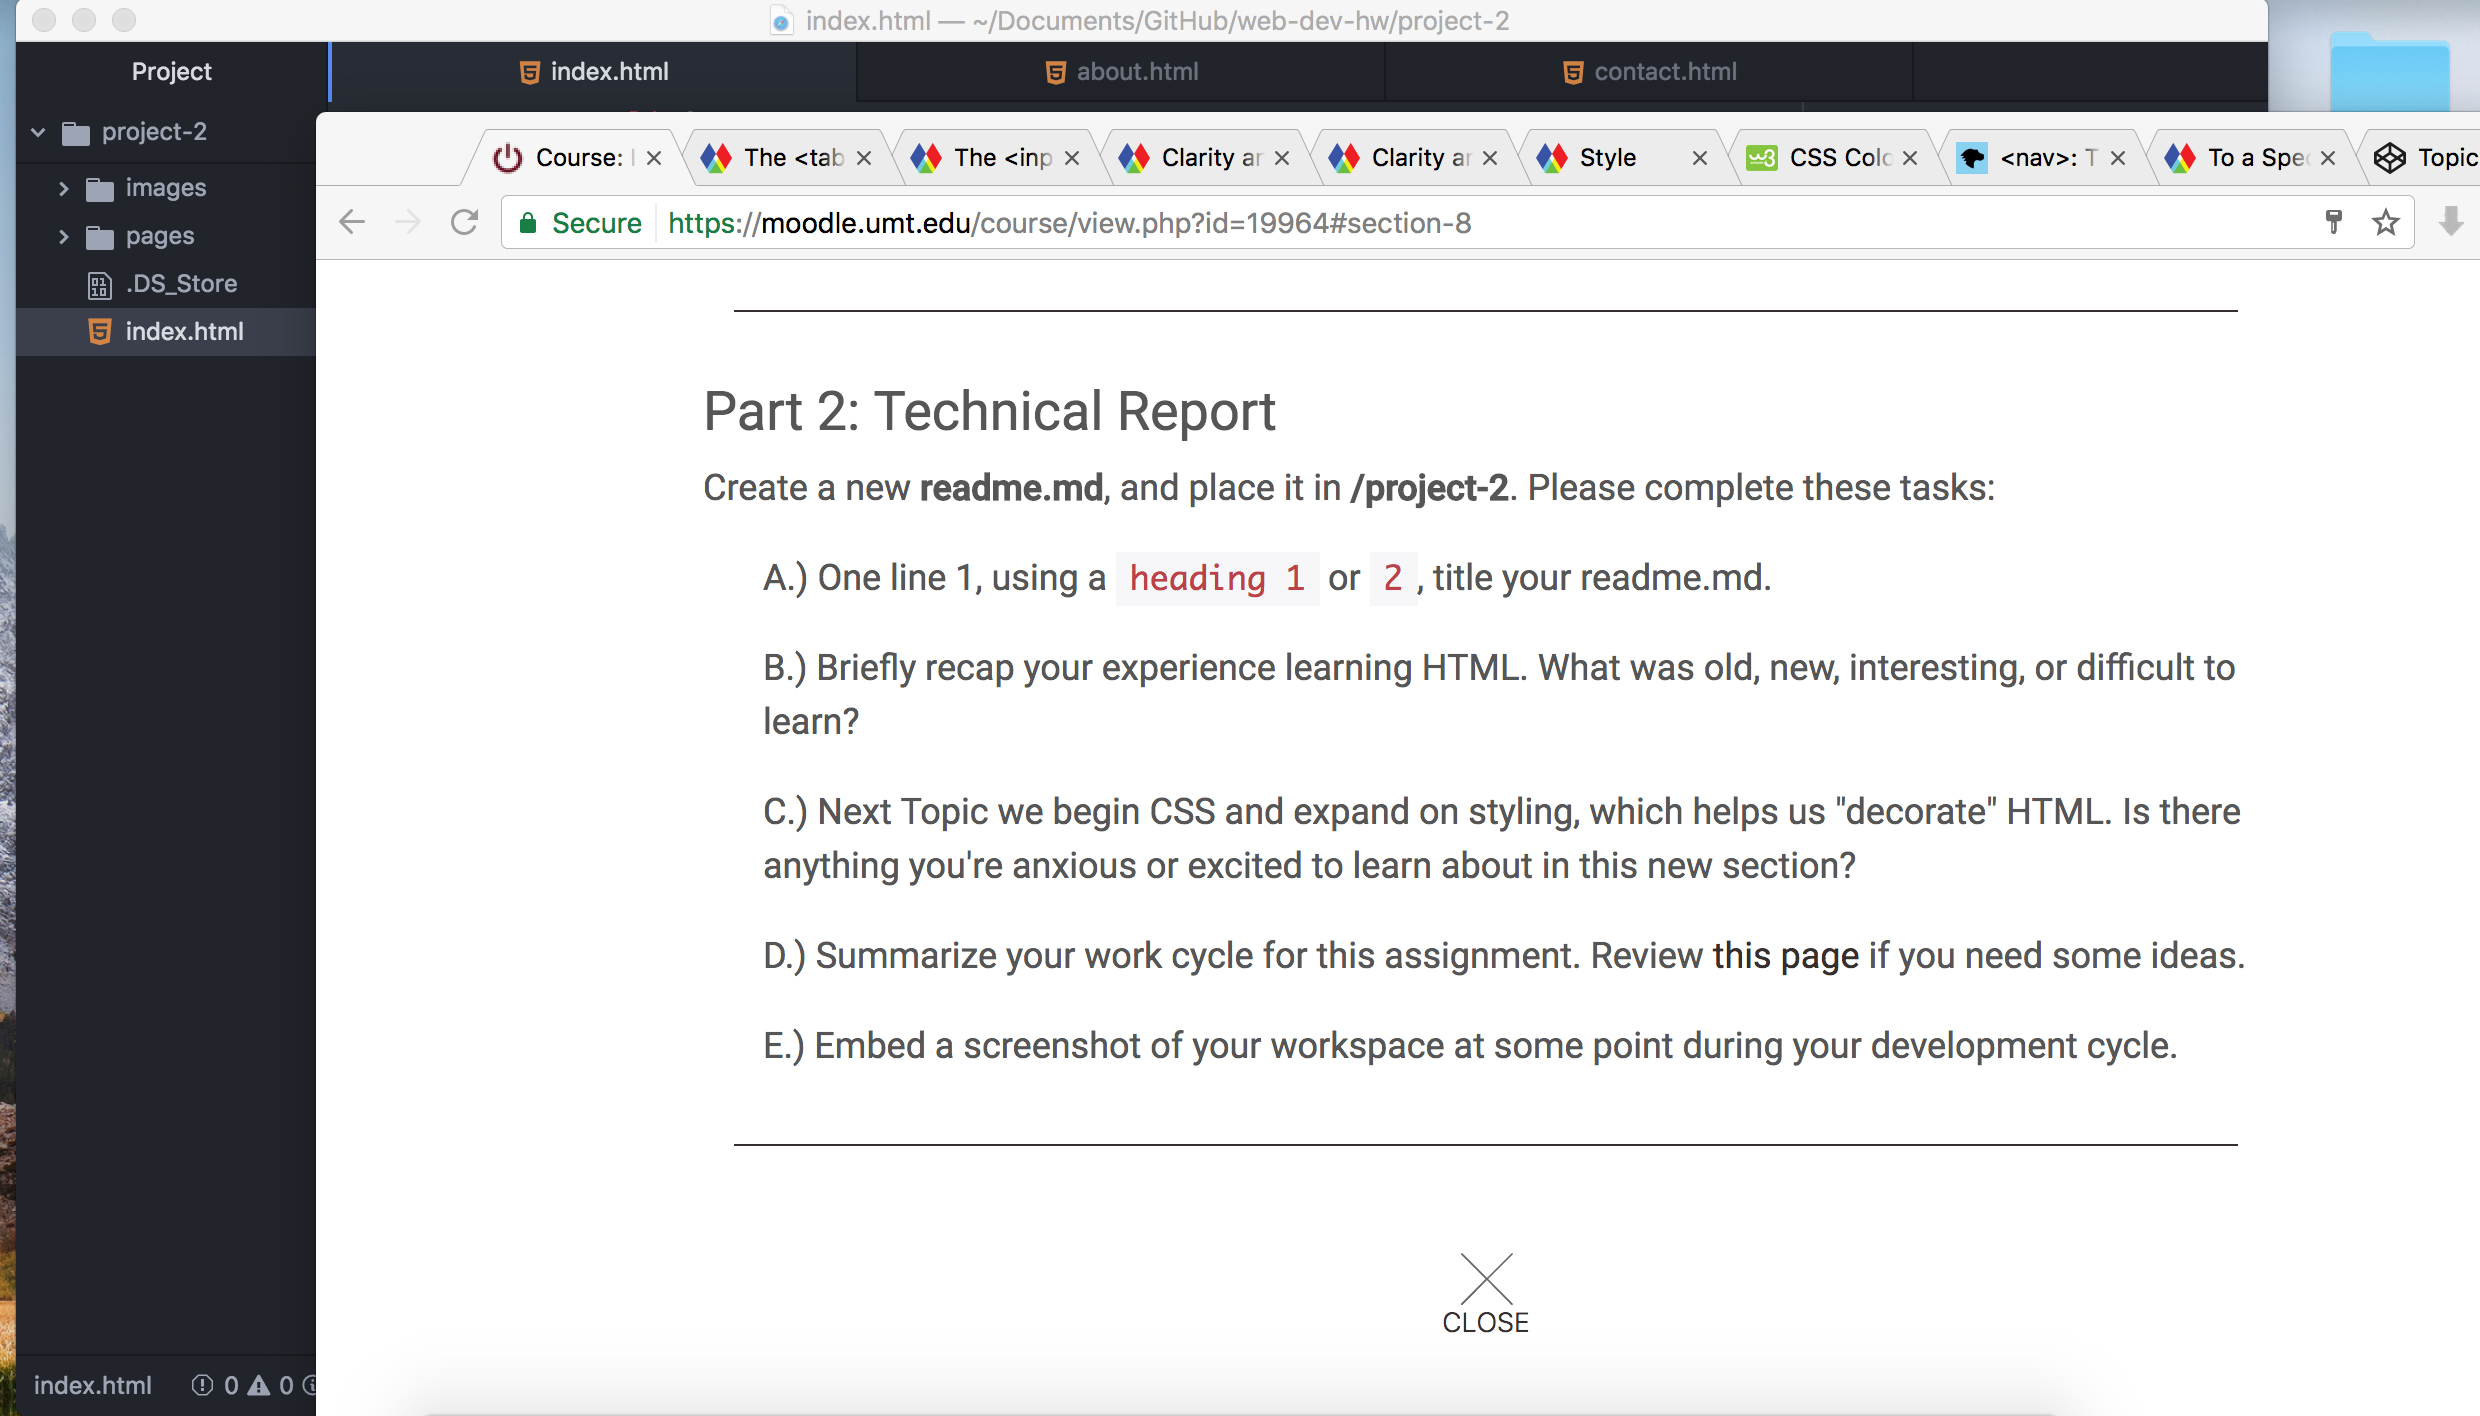 index.html — ~/Documents/GitHub/web-dev-hw/project-2
Project
index.html
about.html
contact.html
project-2
images
pages
.DS_Store
index.html
Course:
The <tab
The <inp
Clarity ar
Clarity ar
Style
CSS Colo
<nav>: T
To a Spec
Topic
Secure
https://moodle.umt.edu/course/view.php?id=19964#section-8
Part 2: Technical Report
Create a new readme.md, and place it in /project-2. Please complete these tasks:
A.) One line 1, using a heading 1 or 2, title your readme.md.
B.) Briefly recap your experience learning HTML. What was old, new, interesting, or difficult to
learn?
C.) Next Topic we begin CSS and expand on styling, which helps us "decorate" HTML. Is there
anything you're anxious or excited to learn about in this new section?
D.) Summarize your work cycle for this assignment. Review this page if you need some ideas.
E.) Embed a screenshot of your workspace at some point during your development cycle.
CLOSE
index.html 0 0